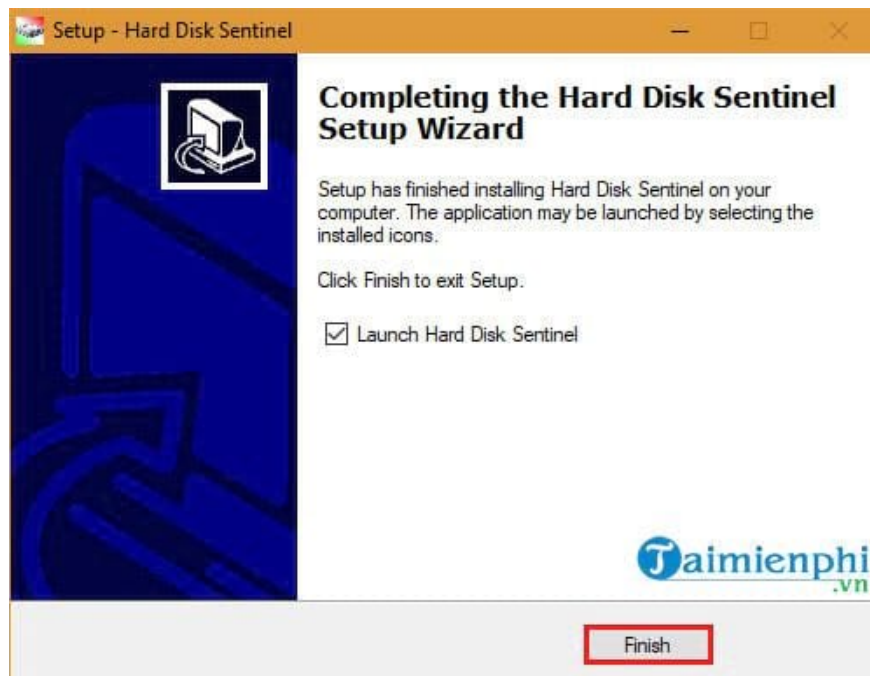 Setup - Hard Disk Sentinel
Completing the Hard Disk Sentinel
Setup Wizard
Setup has finished installing Hard Disk Sentinel on your
computer. The application may be launched by selecting the
installed icons.
Click Finish to exit Setup.
Launch Hard Disk Sentinel
Taimienphi
.vn
Finish